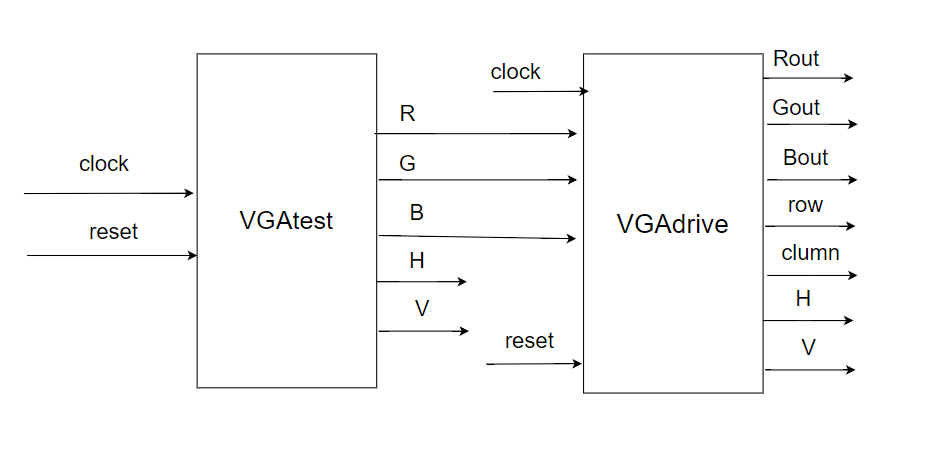 clock
reset
VGAtest
R
G
B
H
V
clock
reset
VGAdrive
Rout
Gout
Bout
row
clumn
H
V